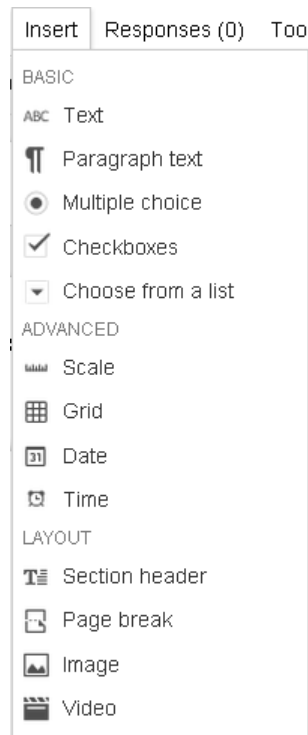 Insert Responses (0) Too
BASIC
ABC Text
Paragraph text
Multiple choice
Checkboxes
Choose from a list
ADVANCED
Scale
Grid
31 Date
Time
LAYOUT
Section header
Page break
Image
Video